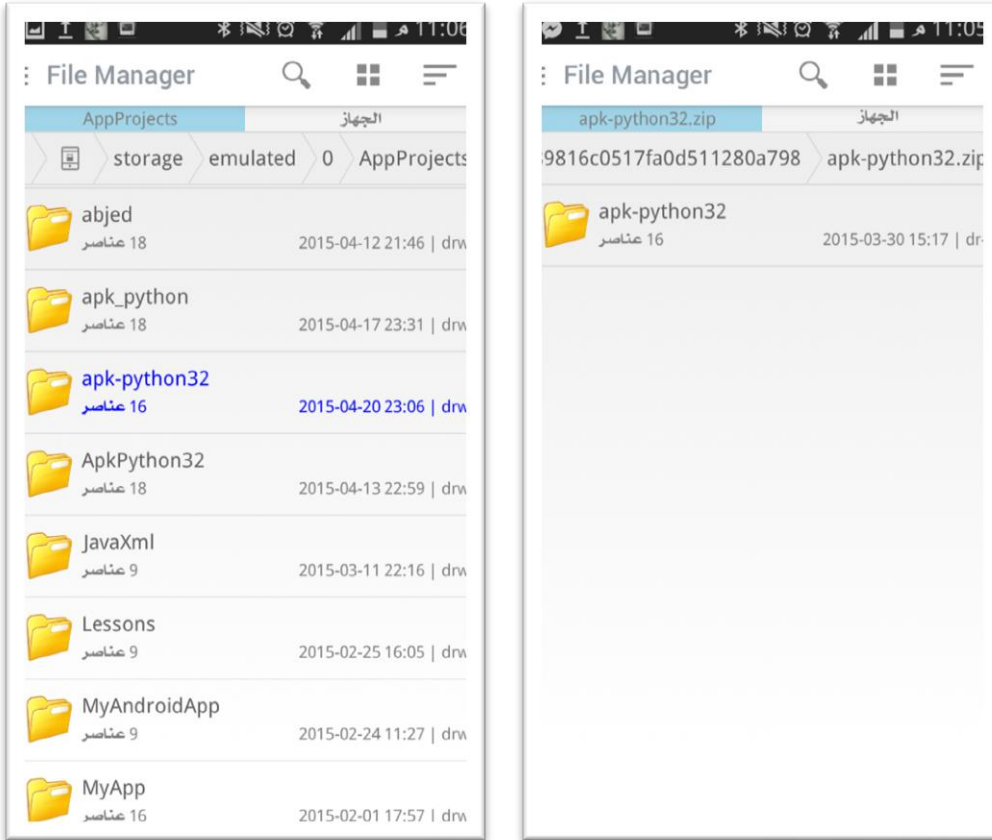 م 11:06
File Manager
AppProjects الجهاز
storage emulated 0 AppProjects
abjed
18 عناصر 2015-04-12 21:46 | drw
apk_python
18 عناصر 2015-04-17 23:31 | drw
apk-python32
16 عناصر 2015-04-20 23:06 | drw
ApkPython32
18 عناصر 2015-04-13 22:59 | drw
JavaXml
9 عناصر 2015-03-11 22:16 | drw
Lessons
9 عناصر 2015-02-25 16:05 | drw
MyAndroidApp
9 عناصر 2015-02-24 11:27 | drw
MyApp
16 عناصر 2015-02-01 17:57 | drw
م 11:05
File Manager
apk-python32.zip الجهاز
9816c0517fa0d511280a798 apk-python32.zip
apk-python32
16 عناصر 2015-03-30 15:17 | dr-